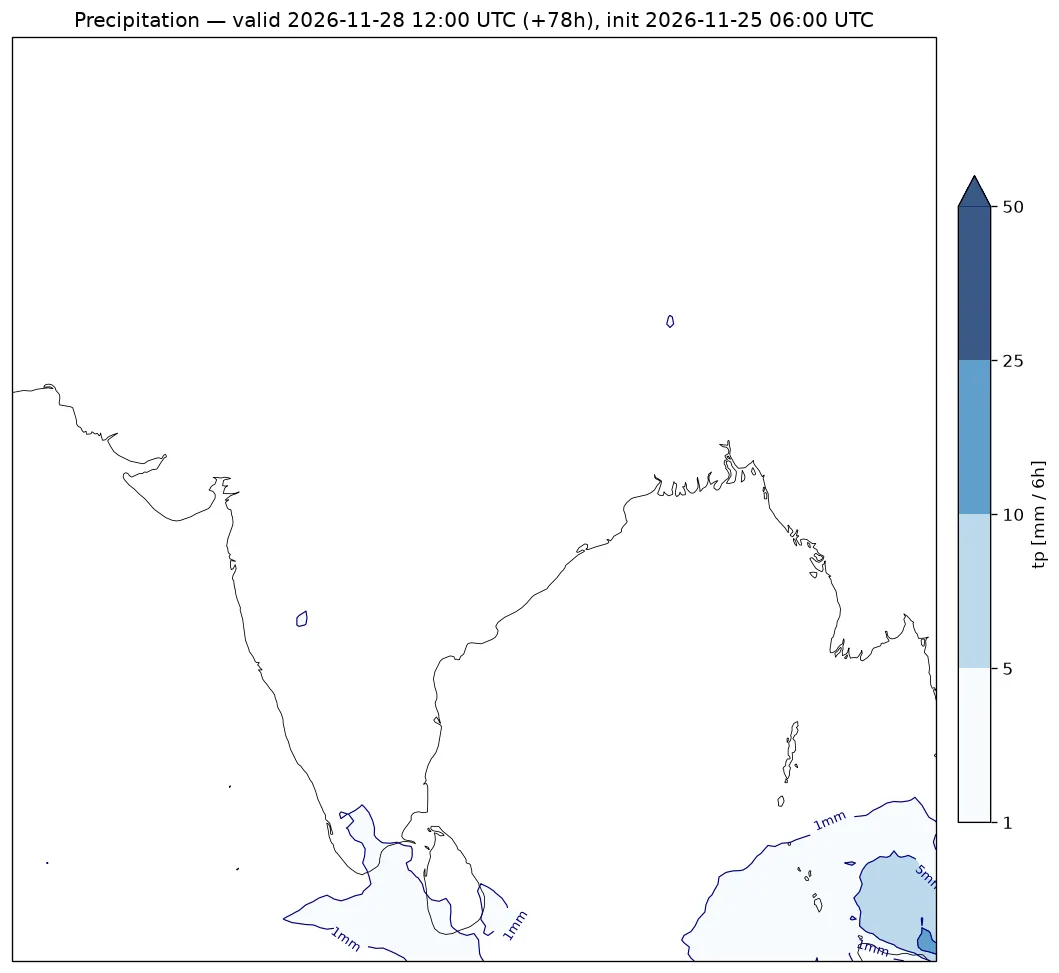 Precipitation — valid 2026-11-28 12:00 UTC (+78h), init 2026-11-25 06:00 UTC
50
25
10
5
1
tp [mm / 6h]
1mm
5mm
1mm
1mm
1mm